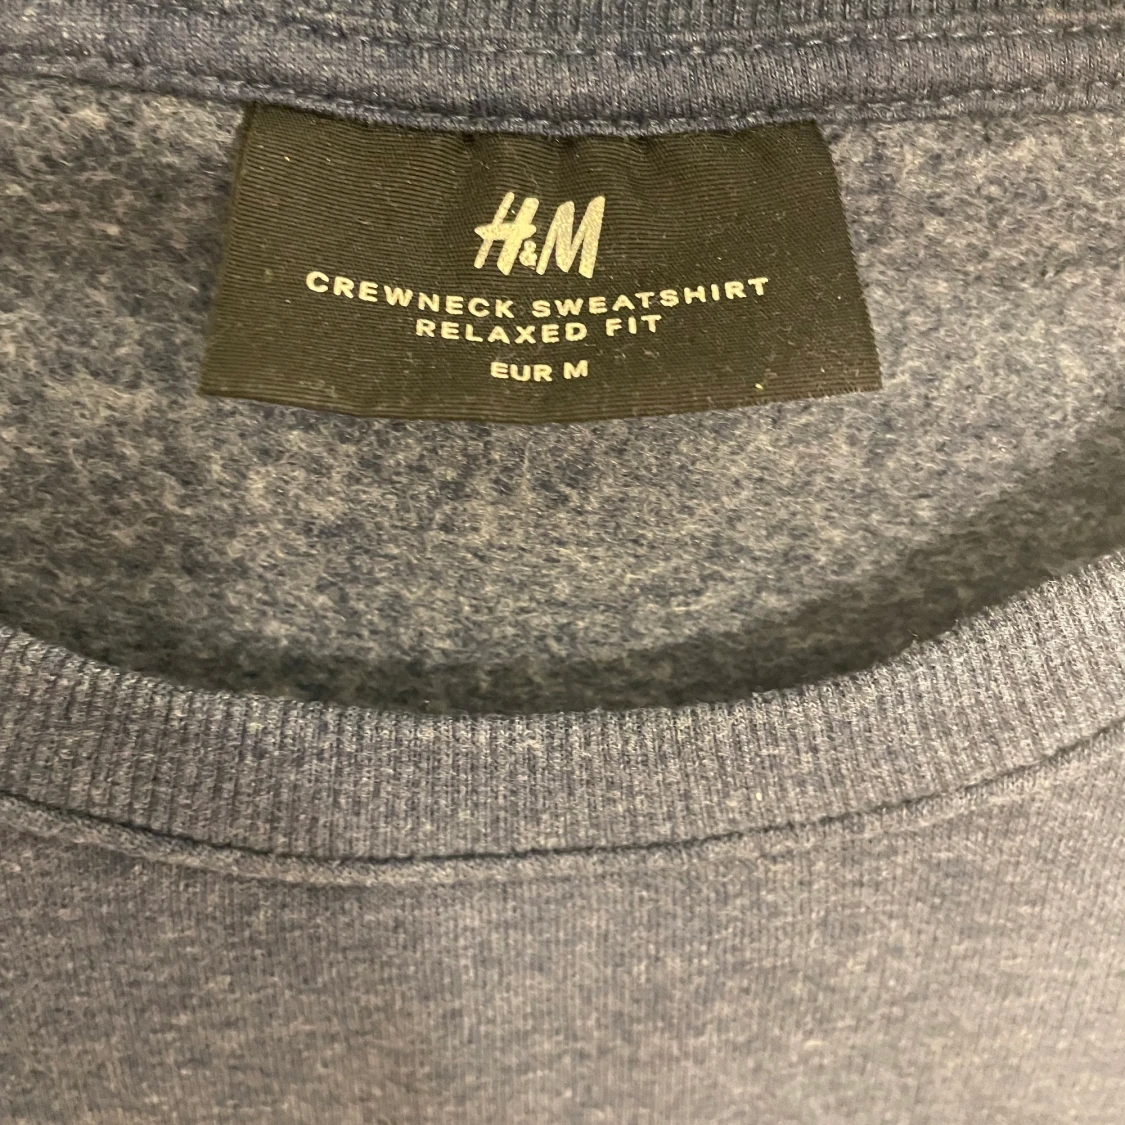 H&M
CREWNECK SWEATSHIRT
RELAXED FIT
EUR M